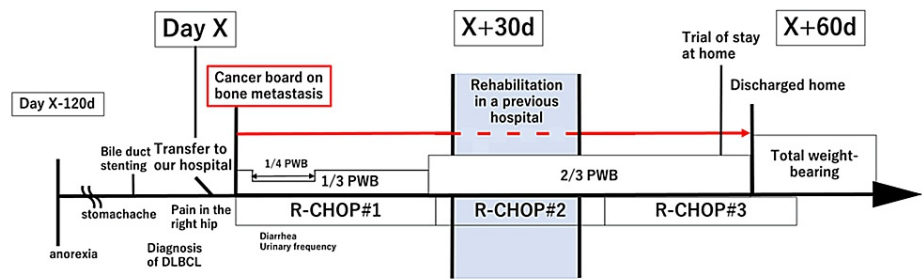 Day X
X+30d
X+60d
Trial of stay
at home
Cancer board on
bone metastasis
Rehabilitation
in a previous
hospital
Discharged home
Day X-120d
Bile duct
stenting
Transfer to
our hospital
1/4 PWB
1/3 PWB
2/3 PWB
Total weight-
bearing
stomachache
Pain in the
right hip
R-CHOP#1
R-CHOP#2
R-CHOP#3
anorexia
Diagnosis
of DLBCL
Diarrhea
Urinary frequency